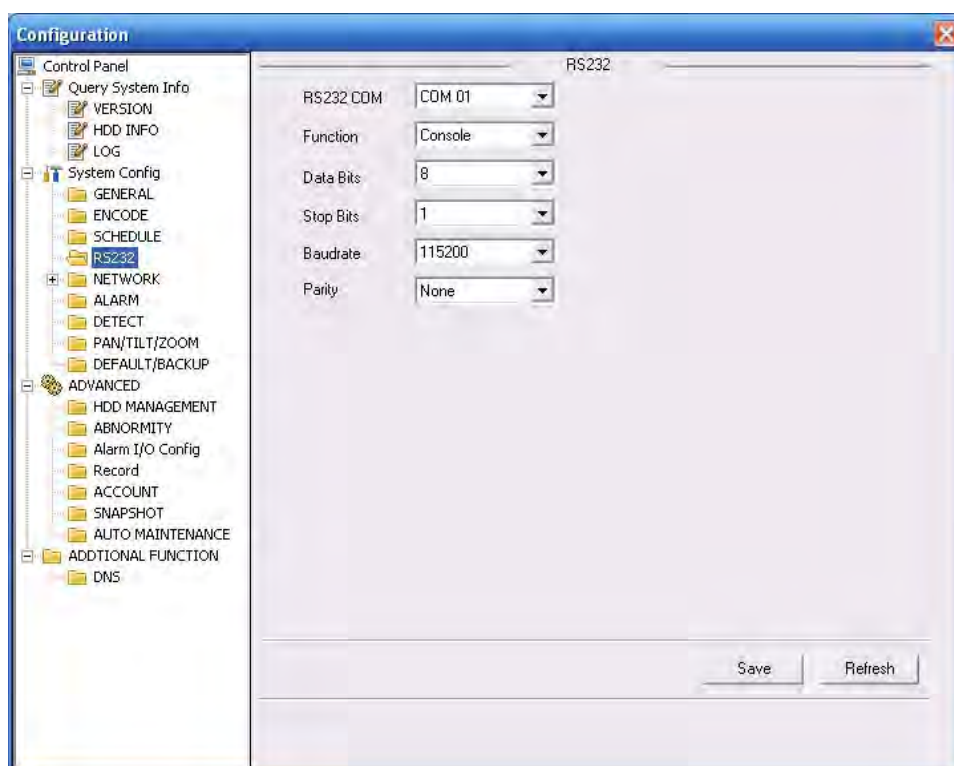 Configuration
Control Panel
Query System Info
VERSION
HDD INFO
LOG
System Config
GENERAL
ENCODE
SCHEDULE
RS232
NETWORK
ALARM
DETECT
PAN/TILT/ZOOM
DEFAULT/BACKUP
ADVANCED
HDD MANAGEMENT
ABNORMITY
Alarm I/O Config
Record
ACCOUNT
SNAPSHOT
AUTO MAINTENANCE
ADDTIONAL FUNCTION
DNS
RS232
RS232 COM COM 01
Function Console
Data Bits 8
Stop Bits 1
Baudrate 115200
Parity None
Save Refresh